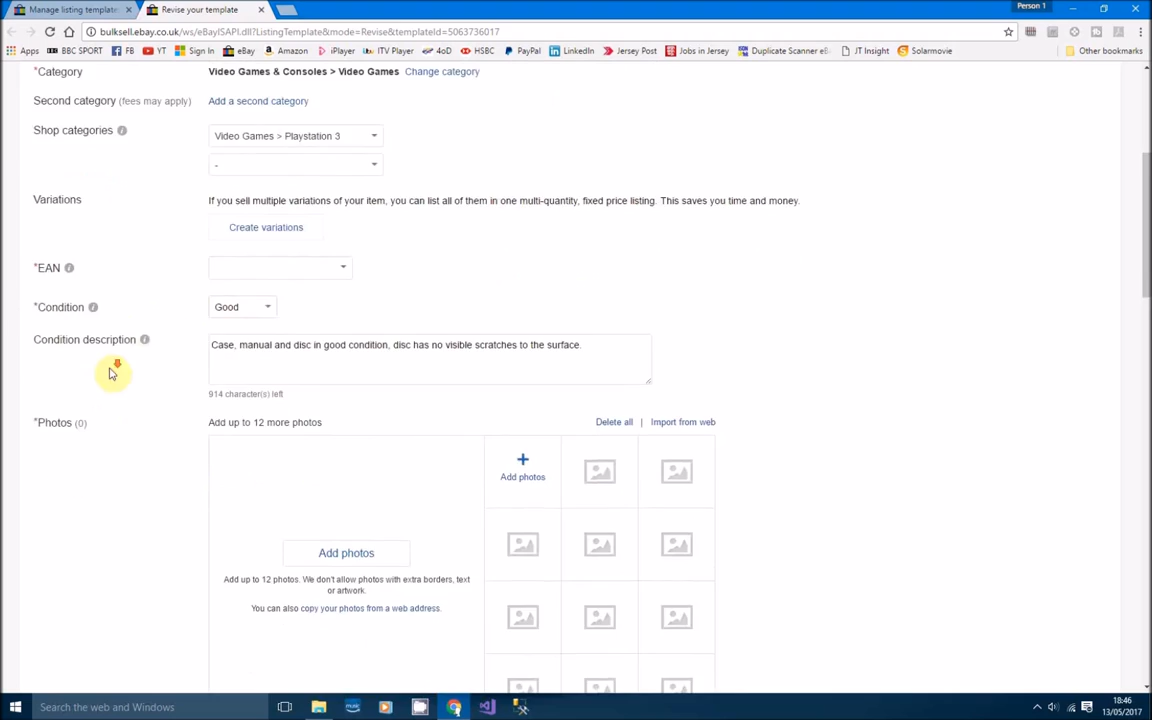 Manage listing template
Revise your template
Person 1
bulksell.ebay.co.uk/ws/eBayISAPI.dll?ListingTemplate&mode=Revise&templateId=5063736017
Apps BBC SPORT FB YT Sign In eBay Amazon iPlayer ITV Player 4oD HSBC PayPal LinkedIn Jersey Post Jobs in Jersey Duplicate Scanner eB JT Insight Solarmovie Other bookmarks
*Category Video Games & Consoles > Video Games Change category
Second category (fees may apply) Add a second category
Shop categories Video Games > Playstation 3
-
Variations If you sell multiple variations of your item, you can list all of them in one multi-quantity, fixed price listing. This saves you time and money.
Create variations
*EAN
*Condition Good
Condition description Case, manual and disc in good condition, disc has no visible scratches to the surface.
914 character(s) left
*Photos (0) Add up to 12 more photos Delete all | Import from web
Add photos
Add photos
Add up to 12 photos. We don't allow photos with extra borders, text
or artwork.
You can also copy your photos from a web address.
Search the web and Windows
music
18:46
13/05/2017